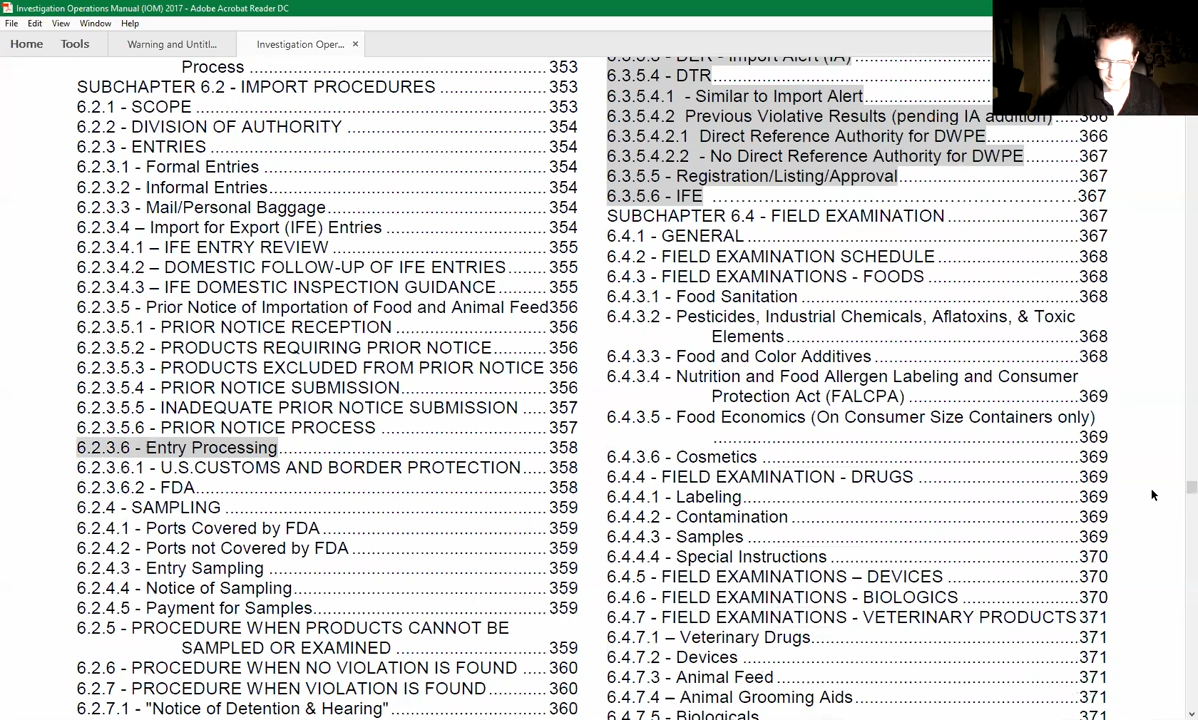 Investigation Operations Manual (IOM) 2017 - Adobe Acrobat Reader DC
File Edit View Window Help
Home Tools Warning and Untitl... Investigation Oper... ×
Process ........ 353
SUBCHAPTER 6.2 - IMPORT PROCEDURES ........ 353
6.2.1 - SCOPE ........ 353
6.2.2 - DIVISION OF AUTHORITY ........ 354
6.2.3 - ENTRIES ........ 354
6.2.3.1 - Formal Entries ........ 354
6.2.3.2 - Informal Entries ........ 354
6.2.3.3 - Mail/Personal Baggage ........ 354
6.2.3.4 – Import for Export (IFE) Entries ........ 354
6.2.3.4.1 – IFE ENTRY REVIEW ........ 355
6.2.3.4.2 – DOMESTIC FOLLOW-UP OF IFE ENTRIES ........ 355
6.2.3.4.3 – IFE DOMESTIC INSPECTION GUIDANCE ........ 355
6.2.3.5 - Prior Notice of Importation of Food and Animal Feed356
6.2.3.5.1 - PRIOR NOTICE RECEPTION ........ 356
6.2.3.5.2 - PRODUCTS REQUIRING PRIOR NOTICE ........ 356
6.2.3.5.3 - PRODUCTS EXCLUDED FROM PRIOR NOTICE 356
6.2.3.5.4 - PRIOR NOTICE SUBMISSION ........ 356
6.2.3.5.5 - INADEQUATE PRIOR NOTICE SUBMISSION ........ 357
6.2.3.5.6 - PRIOR NOTICE PROCESS ........ 357
6.2.3.6 - Entry Processing ........ 358
6.2.3.6.1 - U.S.CUSTOMS AND BORDER PROTECTION ........ 358
6.2.3.6.2 - FDA ........ 358
6.2.4 - SAMPLING ........ 359
6.2.4.1 - Ports Covered by FDA ........ 359
6.2.4.2 - Ports not Covered by FDA ........ 359
6.2.4.3 - Entry Sampling ........ 359
6.2.4.4 - Notice of Sampling ........ 359
6.2.4.5 - Payment for Samples ........ 359
6.2.5 - PROCEDURE WHEN PRODUCTS CANNOT BE
SAMPLED OR EXAMINED ........ 359
6.2.6 - PROCEDURE WHEN NO VIOLATION IS FOUND ........ 360
6.2.7 - PROCEDURE WHEN VIOLATION IS FOUND ........ 360
6.2.7.1 - "Notice of Detention & Hearing" ........ 360
6.3.5.3 - DER - Import Alert (IA)
6.3.5.4 - DTR ........
6.3.5.4.1 - Similar to Import Alert ........
6.3.5.4.2 Previous Violative Results (pending IA addition) ... 366
6.3.5.4.2.1 Direct Reference Authority for DWPE ........ 366
6.3.5.4.2.2 - No Direct Reference Authority for DWPE ........ 367
6.3.5.5 - Registration/Listing/Approval ........ 367
6.3.5.6 - IFE ........ 367
SUBCHAPTER 6.4 - FIELD EXAMINATION ........ 367
6.4.1 - GENERAL ........ 367
6.4.2 - FIELD EXAMINATION SCHEDULE ........ 368
6.4.3 - FIELD EXAMINATIONS - FOODS ........ 368
6.4.3.1 - Food Sanitation ........ 368
6.4.3.2 - Pesticides, Industrial Chemicals, Aflatoxins, & Toxic
Elements ........ 368
6.4.3.3 - Food and Color Additives ........ 368
6.4.3.4 - Nutrition and Food Allergen Labeling and Consumer
Protection Act (FALCPA) ........ 369
6.4.3.5 - Food Economics (On Consumer Size Containers only)
........ 369
6.4.3.6 - Cosmetics ........ 369
6.4.4 - FIELD EXAMINATION - DRUGS ........ 369
6.4.4.1 - Labeling ........ 369
6.4.4.2 - Contamination ........ 369
6.4.4.3 - Samples ........ 369
6.4.4.4 - Special Instructions ........ 370
6.4.5 - FIELD EXAMINATIONS – DEVICES ........ 370
6.4.6 - FIELD EXAMINATIONS - BIOLOGICS ........ 370
6.4.7 - FIELD EXAMINATIONS - VETERINARY PRODUCTS 371
6.4.7.1 – Veterinary Drugs ........ 371
6.4.7.2 - Devices ........ 371
6.4.7.3 - Animal Feed ........ 371
6.4.7.4 – Animal Grooming Aids ........ 371
6.4.7.5 - Biologicals ........ 371